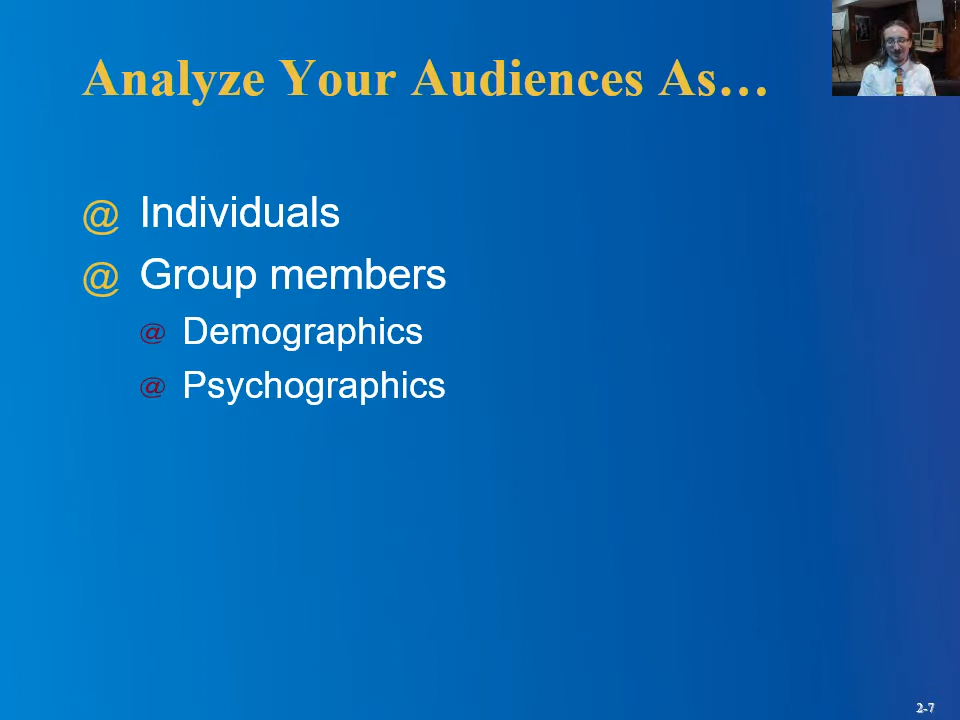 Analyze Your Audiences As…
@ Individuals
@ Group members
@ Demographics
@ Psychographics
2-7